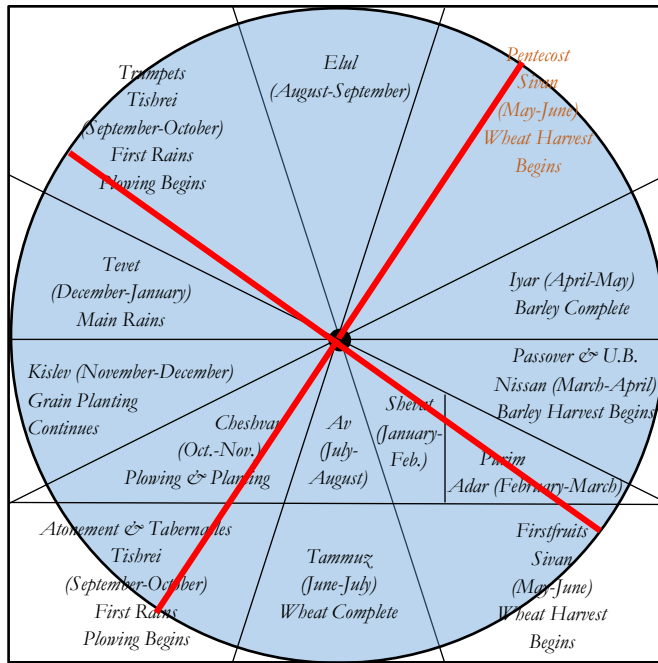 Trumpets
Tishrei
(September-October)
First Rains
Plowing Begins
Elul
(August-September)
Pentecost
Sivan
(May-June)
Wheat Harvest
Begins
Tevet
(December-January)
Main Rains
Iyar (April-May)
Barley Complete
Kislev (November-December)
Grain Planting
Continues
Passover & U.B.
Nissan (March-April)
Barley Harvest Begins
Cheshvan
(Oct.-Nov.)
Plowing & Planting
Av
(July-
August)
Shevat
(January-
Feb.)
Purim
Adar (February-March)
Atonement & Tabernacles
Tishrei
(September-October)
First Rains
Plowing Begins
Tammuz
(June-July)
Wheat Complete
Firstfruits
Sivan
(May-June)
Wheat Harvest
Begins